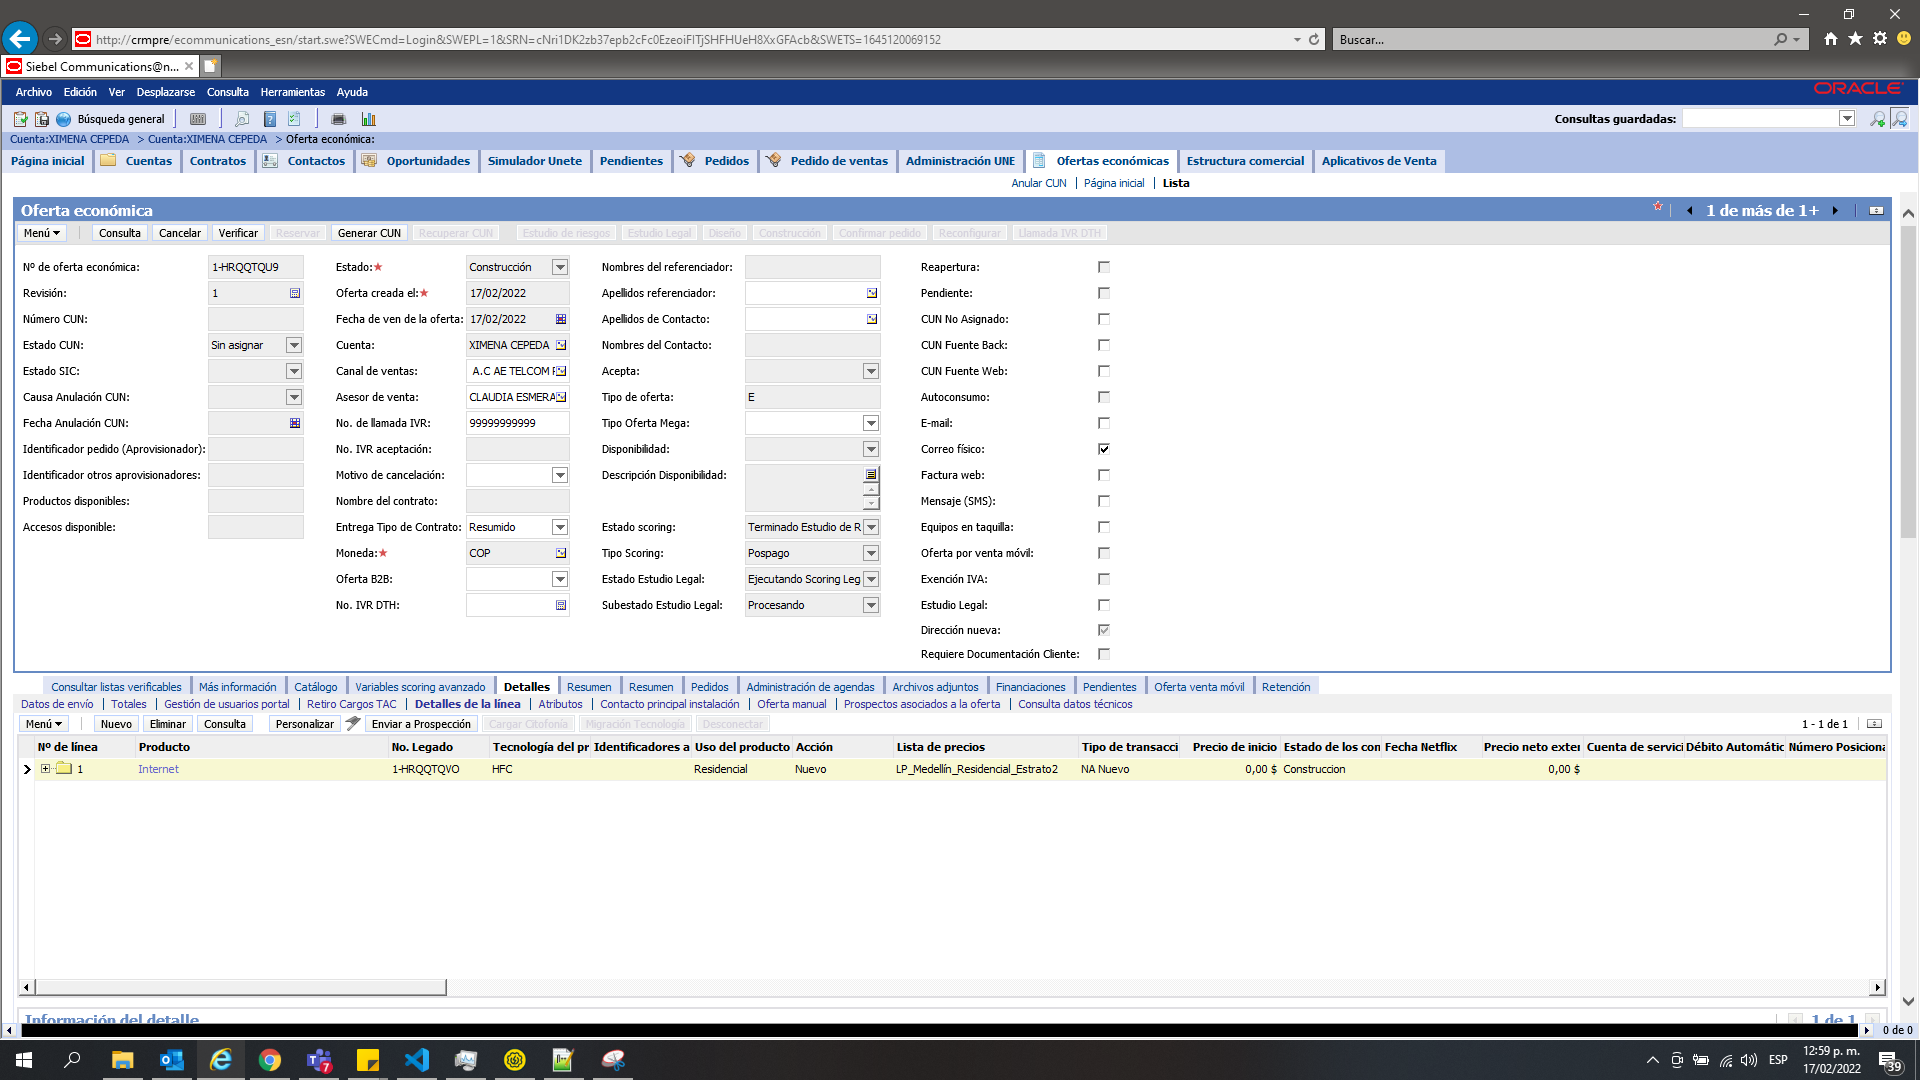 http://crmpre/ecommunications_esn/start.swe?SWECmd=Login&SWEPL=1&SRN=cNri1DK2zb37epb2cFc0EzeoiFITjSHFHUeH8XxGFAcb&SWETS=1645120069152
Buscar...
Siebel Communications@n...
Archivo Edición Ver Desplazarse Consulta Herramientas Ayuda
ORACLE
Búsqueda general
Consultas guardadas:
Cuenta:XIMENA CEPEDA > Cuenta:XIMENA CEPEDA > Oferta económica:
Página inicial Cuentas Contratos Contactos Oportunidades Simulador Unete Pendientes Pedidos Pedido de ventas Administración UNE Ofertas económicas Estructura comercial Aplicativos de Venta
Anular CUN Página inicial Lista
Oferta económica
1 de más de 1+
Menú Consulta Cancelar Verificar Reservar Generar CUN Recuperar CUN Estudio de riesgos Estudio Legal Diseño Construcción Confirmar pedido Reconfigurar Llamada IVR DTH
Nº de oferta económica: 1-HRQQTQU9 Estado:* Construcción Nombres del referenciador: Reapertura:
Revisión: 1 Oferta creada el:* 17/02/2022 Apellidos referenciador: Pendiente:
Número CUN: Fecha de ven de la oferta: 17/02/2022 Apellidos de Contacto: CUN No Asignado:
Estado CUN: Sin asignar Cuenta: XIMENA CEPEDA Nombres del Contacto: CUN Fuente Back:
Estado SIC: Canal de ventas: A.C AE TELCOM Acepta: CUN Fuente Web:
Causa Anulación CUN: Asesor de venta: CLAUDIA ESMERA Tipo de oferta: E Autoconsumo:
Fecha Anulación CUN: No. de llamada IVR: 99999999999 Tipo Oferta Mega: E-mail:
Identificador pedido (Aprovisionador): No. IVR aceptación: Disponibilidad: Correo físico:
Identificador otros aprovisionadores: Motivo de cancelación: Descripción Disponibilidad: Factura web:
Productos disponibles: Nombre del contrato: Mensaje (SMS):
Accesos disponible: Entrega Tipo de Contrato: Resumido Estado scoring: Terminado Estudio de R Equipos en taquilla:
Moneda:* COP Tipo Scoring: Pospago Oferta por venta móvil:
Oferta B2B: Estado Estudio Legal: Ejecutando Scoring Leg Exención IVA:
No. IVR DTH: Subestado Estudio Legal: Procesando Estudio Legal:
Dirección nueva:
Requiere Documentación Cliente:
Consultar listas verificables Más información Catálogo Variables scoring avanzado Detalles Resumen Resumen Pedidos Administración de agendas Archivos adjuntos Financiaciones Pendientes Oferta venta móvil Retención
Datos de envío Totales Gestión de usuarios portal Retiro Cargos TAC Detalles de la línea Atributos Contacto principal instalación Oferta manual Prospectos asociados a la oferta Consulta datos técnicos
Menú Nuevo Eliminar Consulta Personalizar Enviar a Prospección Cargar Citofonía Migración Tecnología Desconectar 1 - 1 de 1
Nº de línea Producto No. Legado Tecnología del pr Identificadores a Uso del producto Acción Lista de precios Tipo de transacci Precio de inicio Estado de los con Fecha Netflix Precio neto exter Cuenta de servici Débito Automátic Número Posiciona
1 Internet 1-HRQQTQVO HFC Residencial Nuevo LP_Medellín_Residencial_Estrato2 NA Nuevo 0,00 $ Construccion 0,00 $
Información del detalle
1 de 1
0 de 0
7
ESP
12:59 p. m.
17/02/2022
39